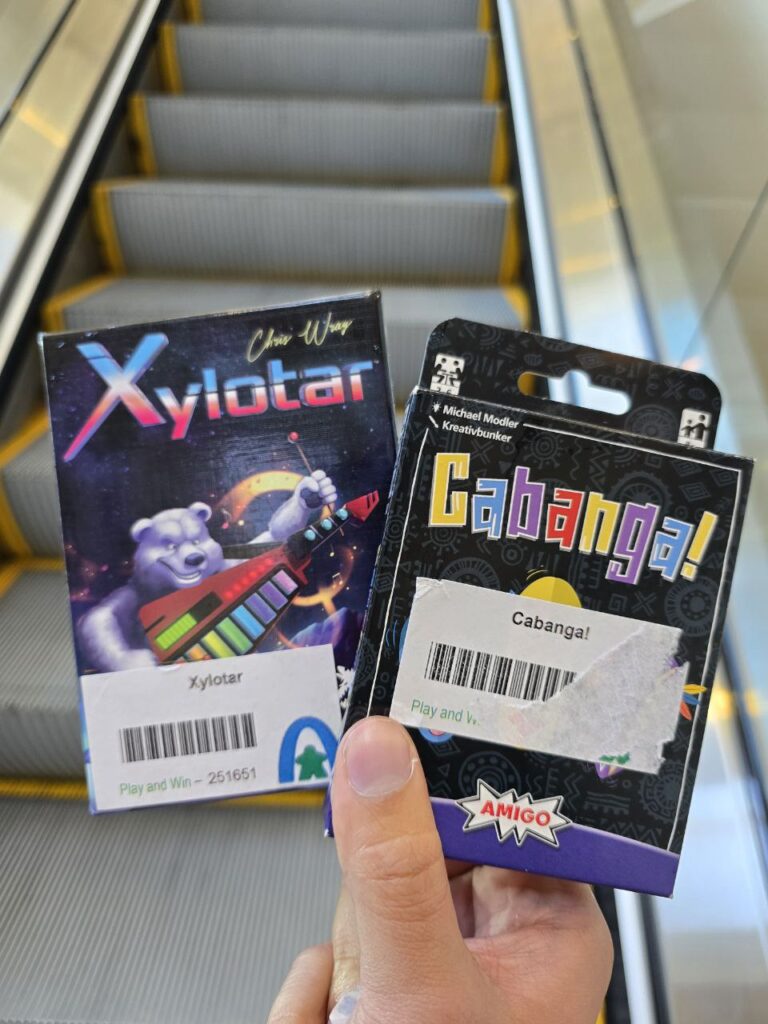 Chris Wray
Xylotar
Xylotar
Play and Win – 251651
Michael Modler
Kreativbunker
Cabanga!
Cabanga!
Play and
AMIGO